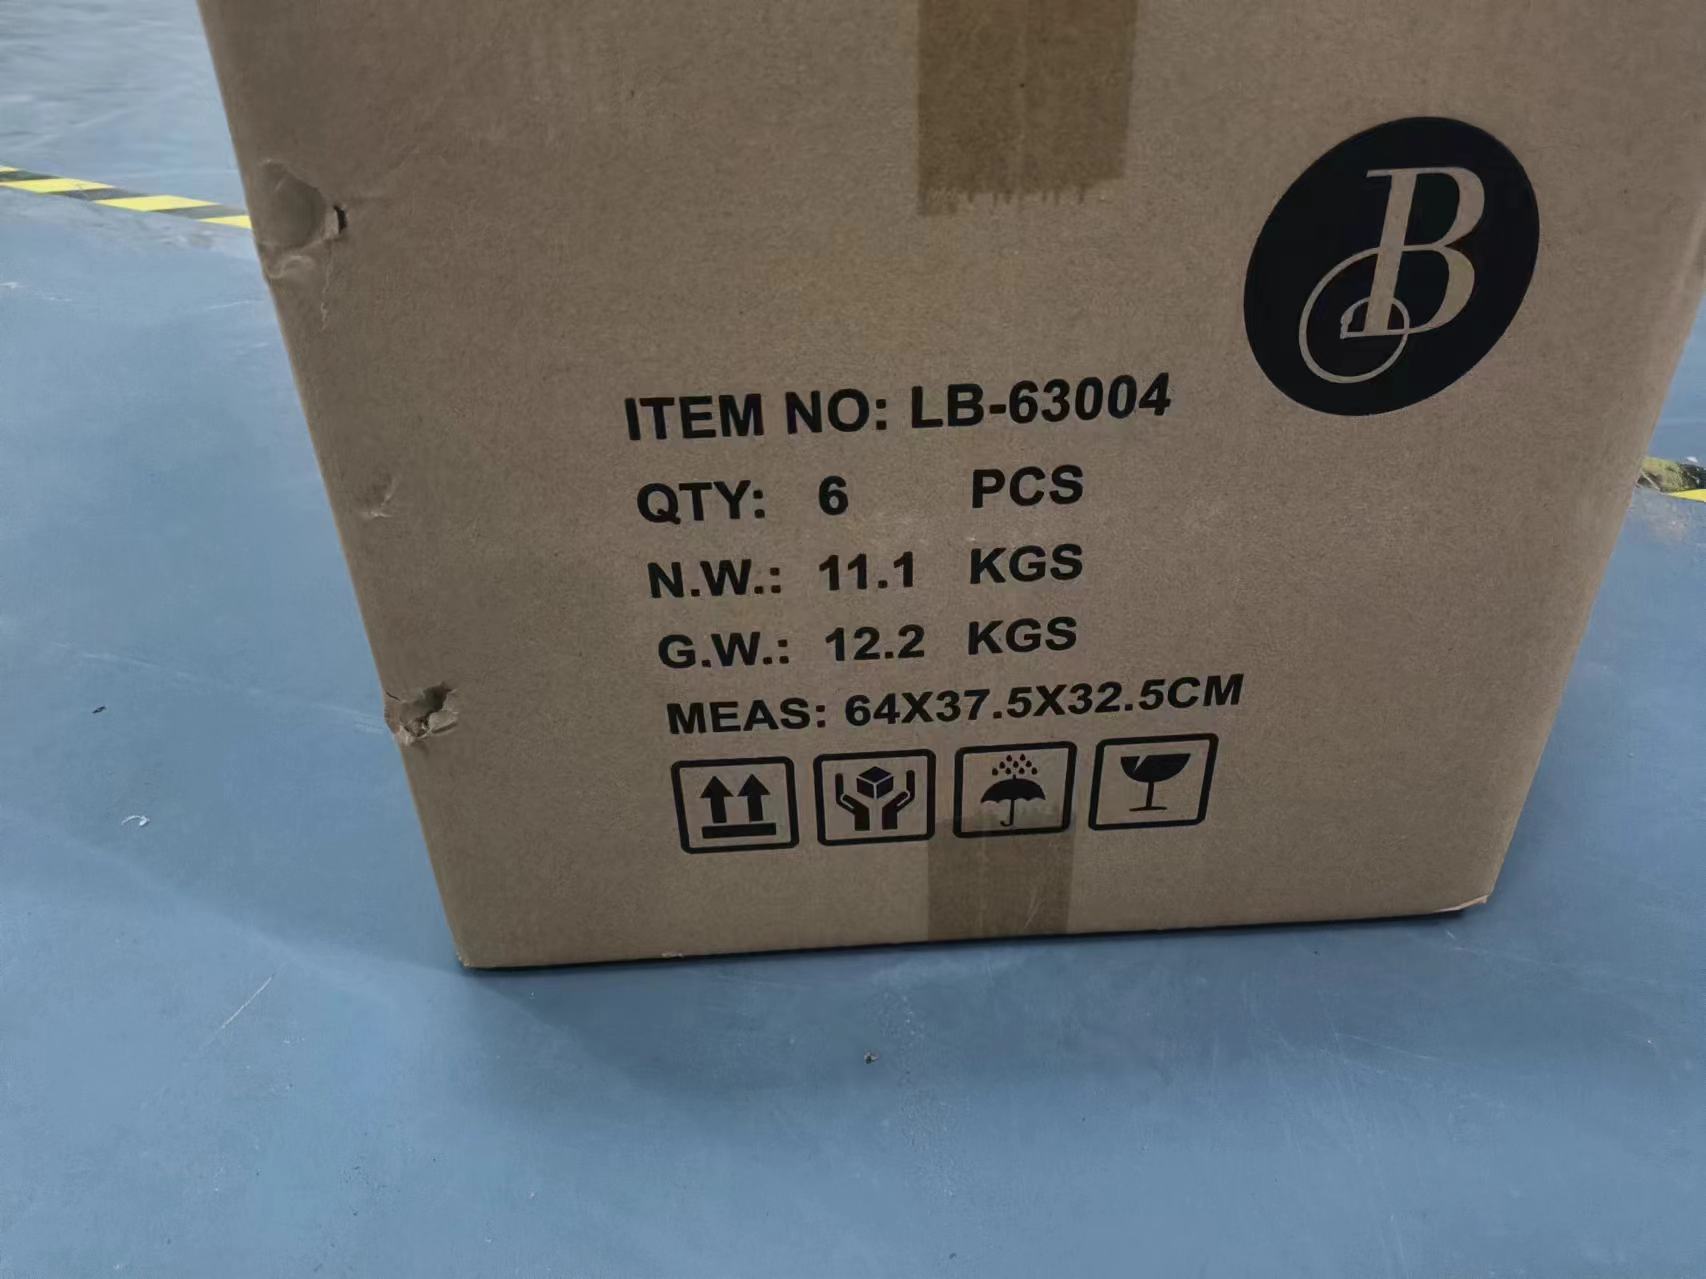 B
ITEM NO: LB-63004
QTY: 6 PCS
N.W.: 11.1 KGS
G.W.: 12.2 KGS
MEAS: 64X37.5X32.5CM